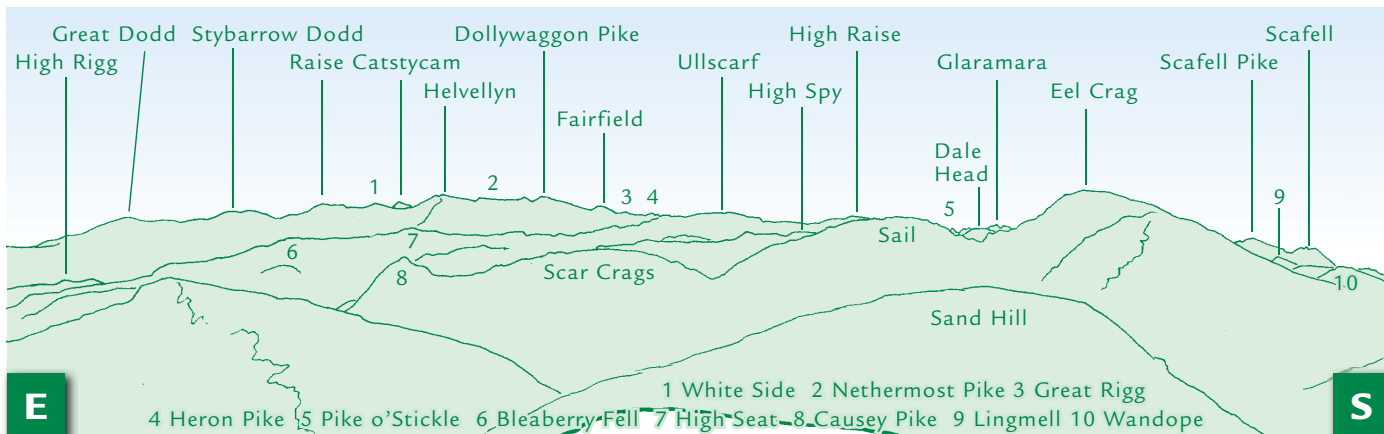 Great Dodd Stybarrow Dodd Dollywaggon Pike High Raise Scafell
High Rigg Raise Catstycam Ullscarf Glaramara Scafell Pike
Helvellyn High Spy Eel Crag
Fairfield
Dale
Head
1 2 3 4 5 9
6 7 Sail
8 Scar Crags 10
Sand Hill
1 White Side 2 Nethermost Pike 3 Great Rigg
E 4 Heron Pike 5 Pike o'Stickle 6 Bleaberry Fell 7 High Seat 8 Causey Pike 9 Lingmell 10 Wandope S